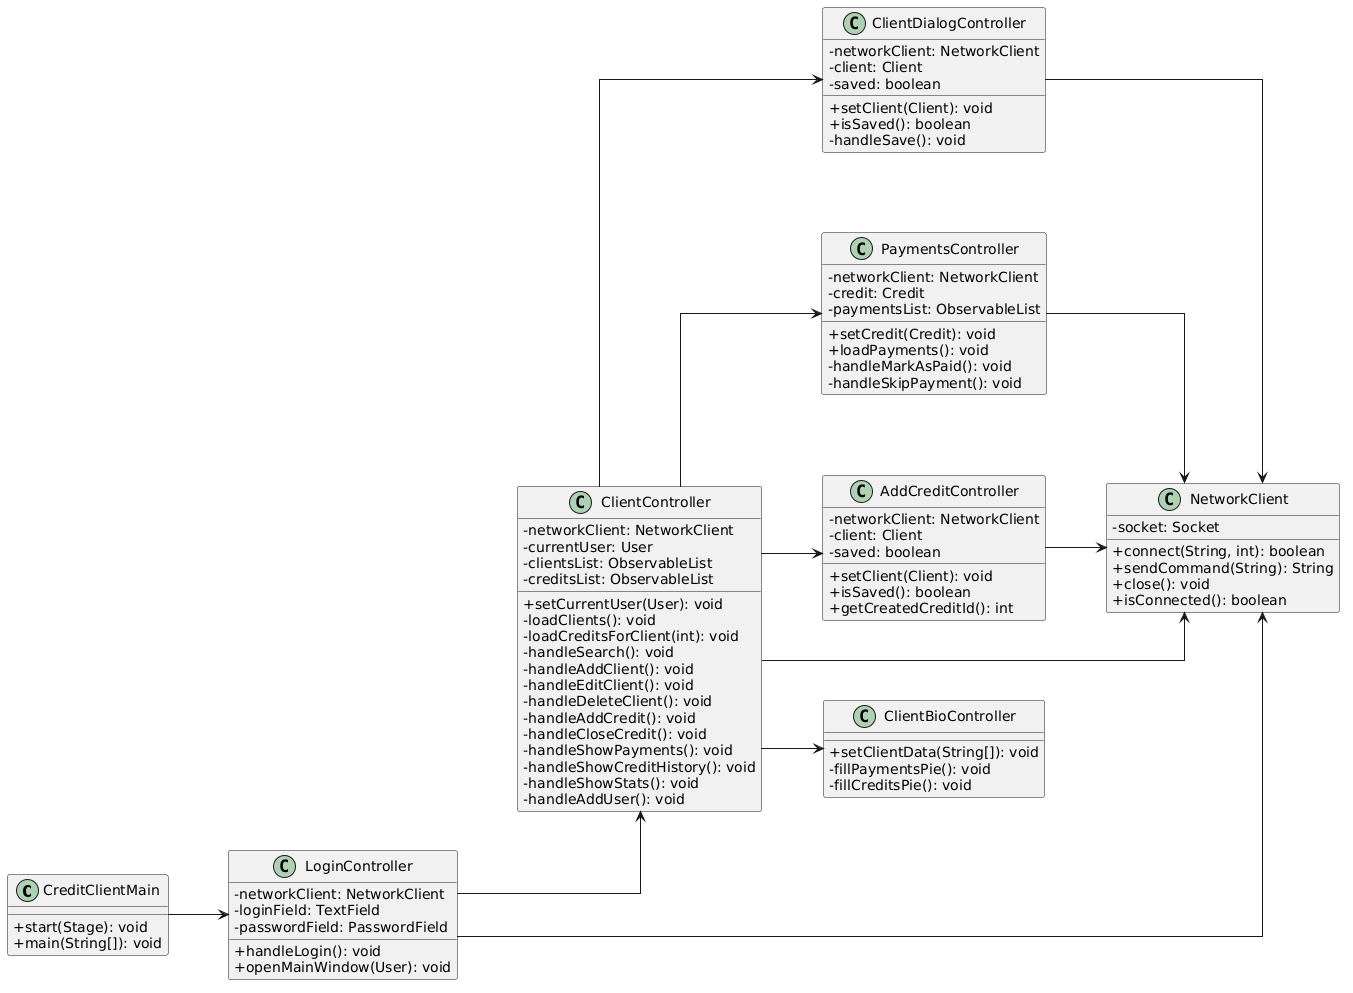 C ClientDialogController
-networkClient: NetworkClient
-client: Client
-saved: boolean
+setClient(Client): void
+isSaved(): boolean
-handleSave(): void
C PaymentsController
-networkClient: NetworkClient
-credit: Credit
-paymentsList: ObservableList
+setCredit(Credit): void
+loadPayments(): void
-handleMarkAsPaid(): void
-handleSkipPayment(): void
C ClientController
-networkClient: NetworkClient
-currentUser: User
-clientsList: ObservableList
-creditsList: ObservableList
+setCurrentUser(User): void
-loadClients(): void
-loadCreditsForClient(int): void
-handleSearch(): void
-handleAddClient(): void
-handleEditClient(): void
-handleDeleteClient(): void
-handleAddCredit(): void
-handleCloseCredit(): void
-handleShowPayments(): void
-handleShowCreditHistory(): void
-handleShowStats(): void
-handleAddUser(): void
C AddCreditController
-networkClient: NetworkClient
-client: Client
-saved: boolean
+setClient(Client): void
+isSaved(): boolean
+getCreatedCreditId(): int
C NetworkClient
-socket: Socket
+connect(String, int): boolean
+sendCommand(String): String
+close(): void
+isConnected(): boolean
C ClientBioController
+setClientData(String[]): void
-fillPaymentsPie(): void
-fillCreditsPie(): void
C CreditClientMain
+start(Stage): void
+main(String[]): void
C LoginController
-networkClient: NetworkClient
-loginField: TextField
-passwordField: PasswordField
+handleLogin(): void
+openMainWindow(User): void